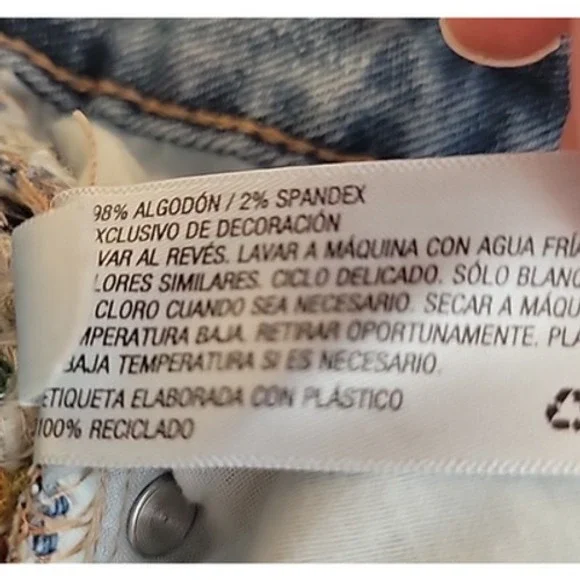 98% ALGODÓN / 2% SPANDEX
XCLUSIVO DE DECORACIÓN
VAR AL REVÉS. LAVAR A MÁQUINA CON AGUA FRÍA
LORES SIMILARES. CICLO DELICADO. SÓLO BLANQ
CLORO CUANDO SEA NECESARIO. SECAR A MÁQU
MPERATURA BAJA. RETIRAR OPORTUNAMENTE. PLA
BAJA TEMPERATURA SI ES NECESARIO.
ETIQUETA ELABORADA CON PLÁSTICO
100% RECICLADO